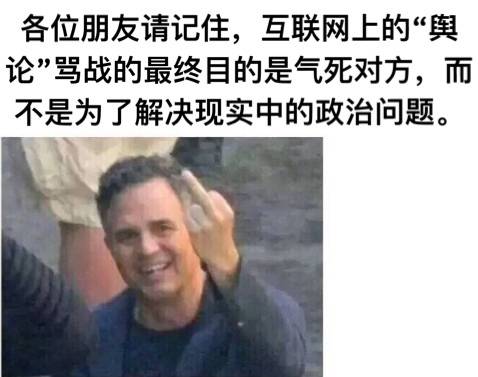 各位朋友请记住，互联网上的“舆
论”骂战的最终目的是气死对方，而
不是为了解决现实中的政治问题。